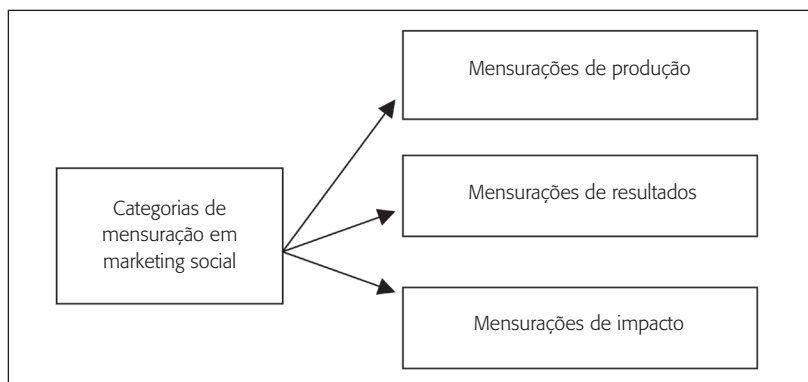 Mensurações de produção
Mensurações de resultados
Categorias de
mensuração em
marketing social
Mensurações de impacto